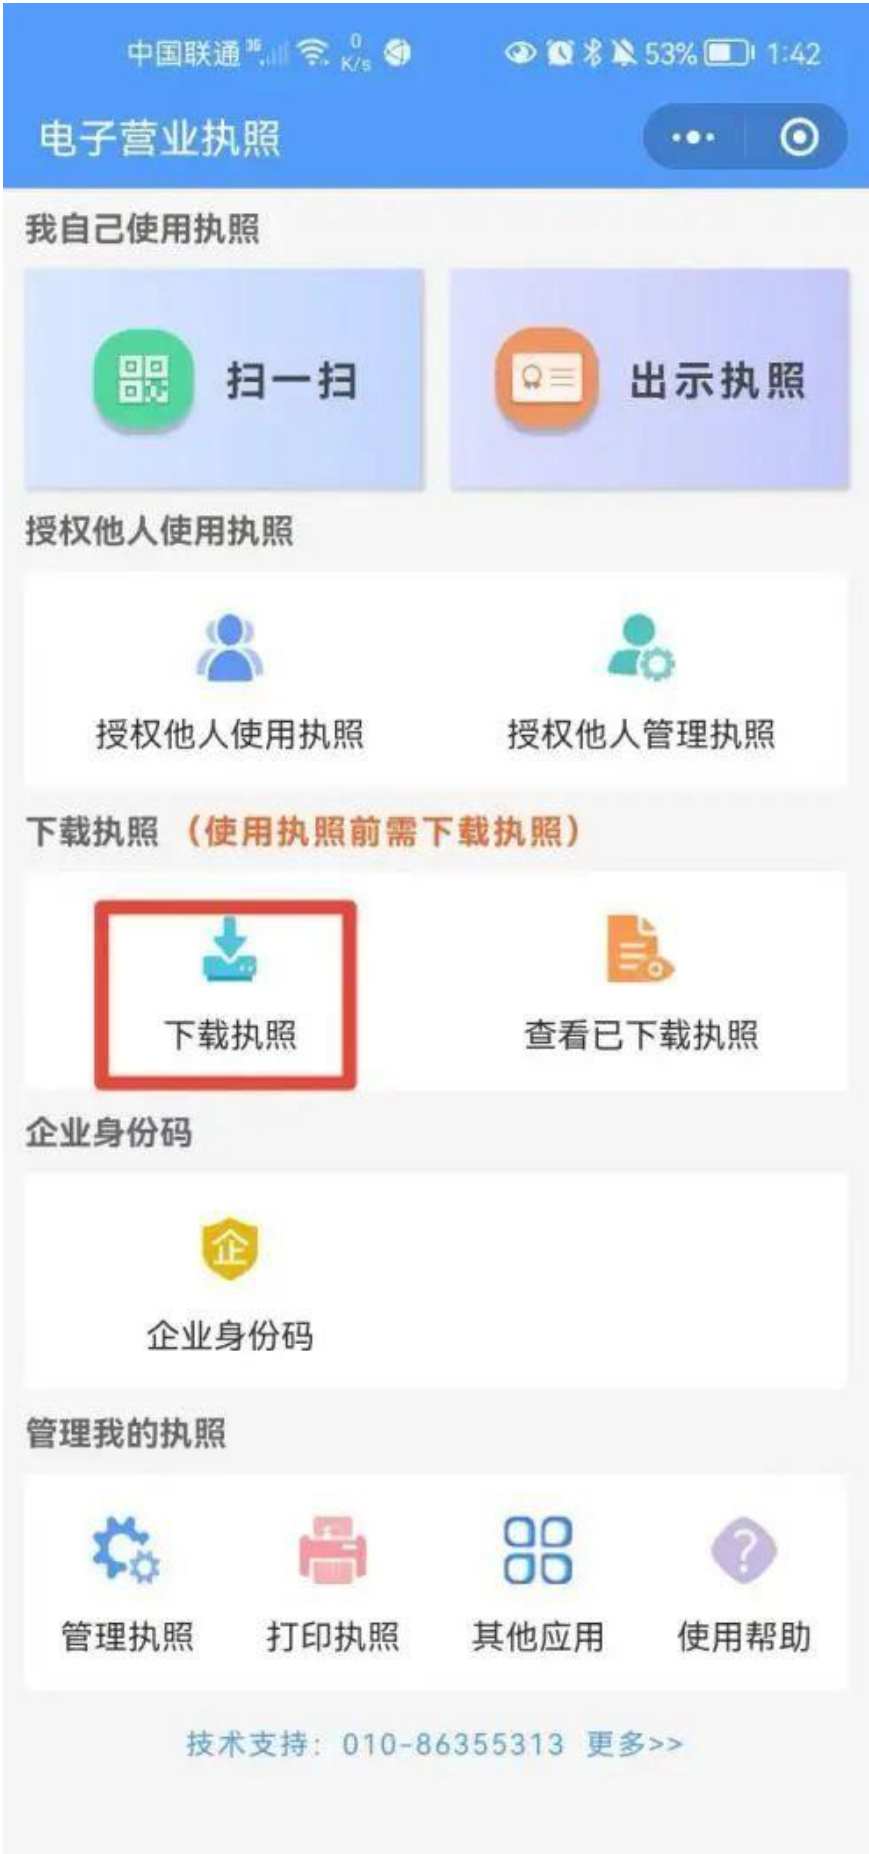 中国联通 3G 0 K/s 53% 1:42
电子营业执照
我自己使用执照
扫一扫 出示执照
授权他人使用执照
授权他人使用执照 授权他人管理执照
下载执照 （使用执照前需下载执照）
下载执照 查看已下载执照
企业身份码
企
企业身份码
管理我的执照
管理执照 打印执照 其他应用 使用帮助
技术支持：010-86355313 更多>>